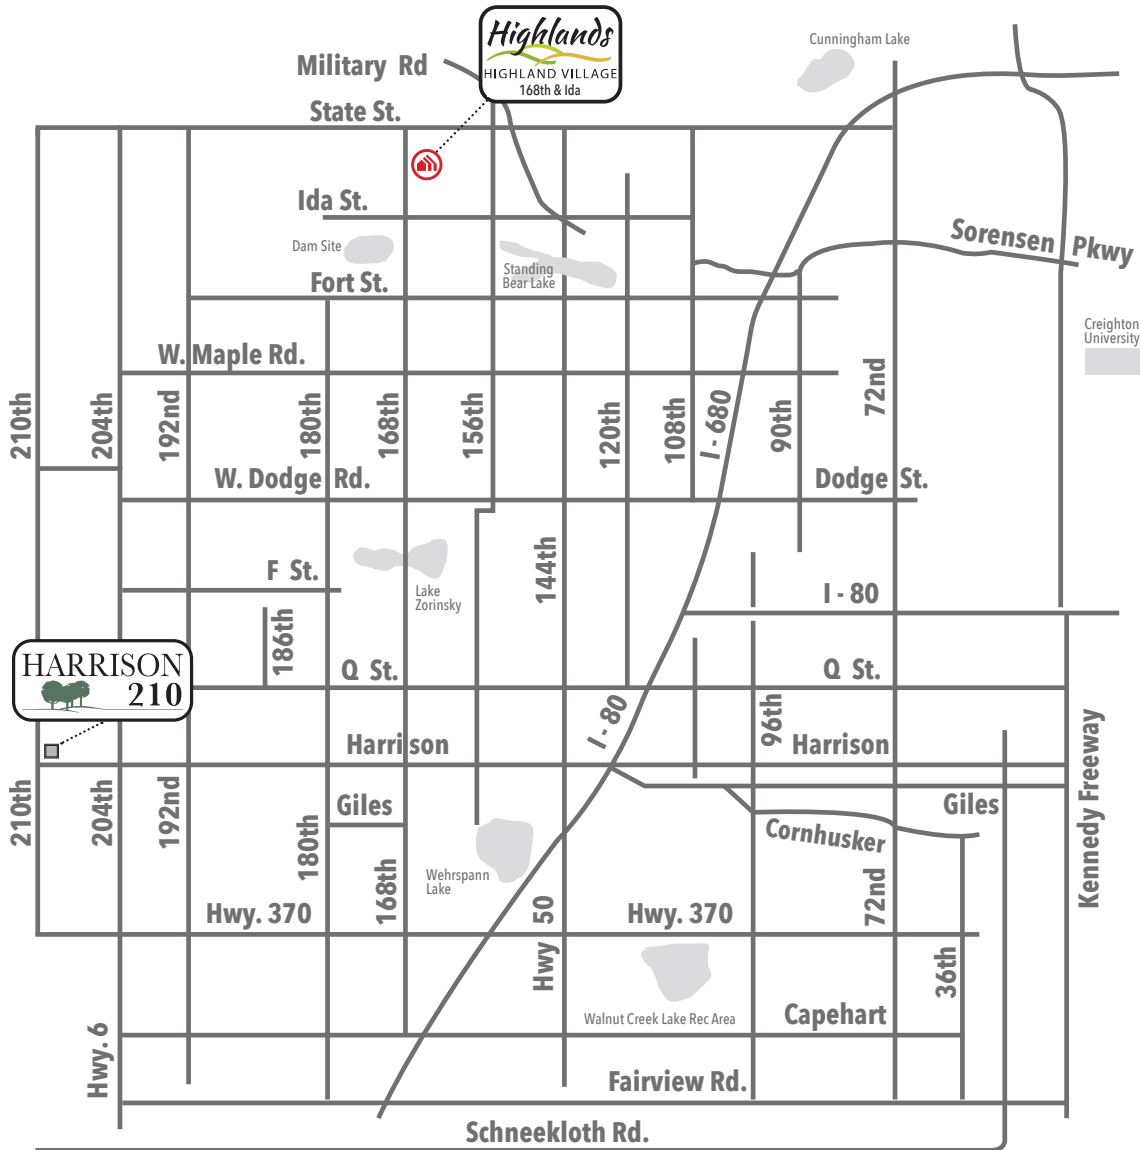 Highlands
HIGHLAND VILLAGE
168th & Ida
Military Rd
Cunningham Lake
State St.
Ida St.
Dam Site
Standing
Bear Lake
Sorensen Pkwy
Fort St.
Creighton
University
W. Maple Rd.
210th
204th
192nd
180th
168th
156th
120th
108th
I - 680
90th
72nd
W. Dodge Rd.
Dodge St.
144th
F St.
Lake
Zorinsky
I - 80
186th
HARRISON
210
Q St.
Q St.
I - 80
96th
Harrison
Harrison
Kennedy Freeway
210th
204th
192nd
180th
Giles
Giles
Cornhusker
168th
Wehrspann
Lake
72nd
Hwy. 370
Hwy 50
Hwy. 370
36th
Walnut Creek Lake Rec Area
Capehart
Hwy. 6
Fairview Rd.
Schneekloth Rd.